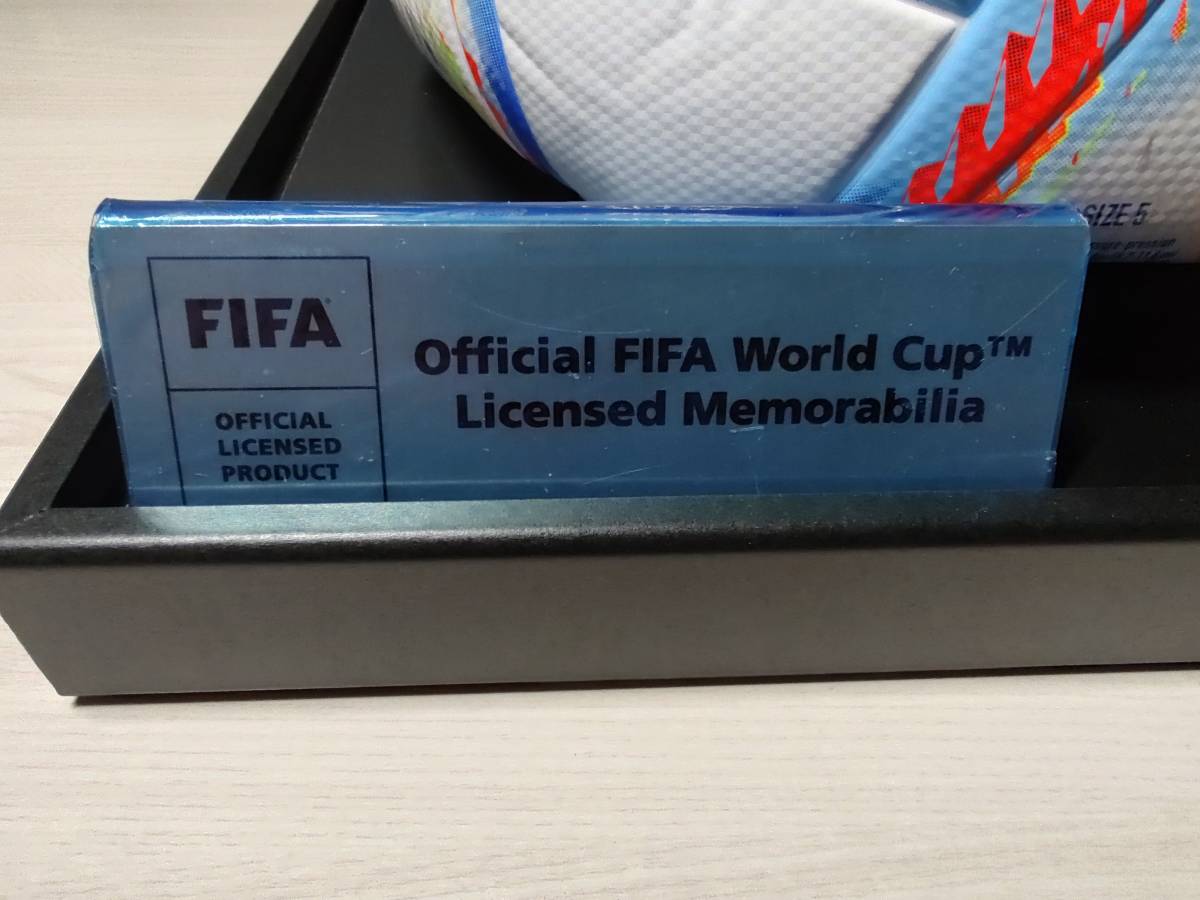 SIZE 5
FIFA®
OFFICIAL
LICENSED
PRODUCT
Official FIFA World Cup™
Licensed Memorabilia